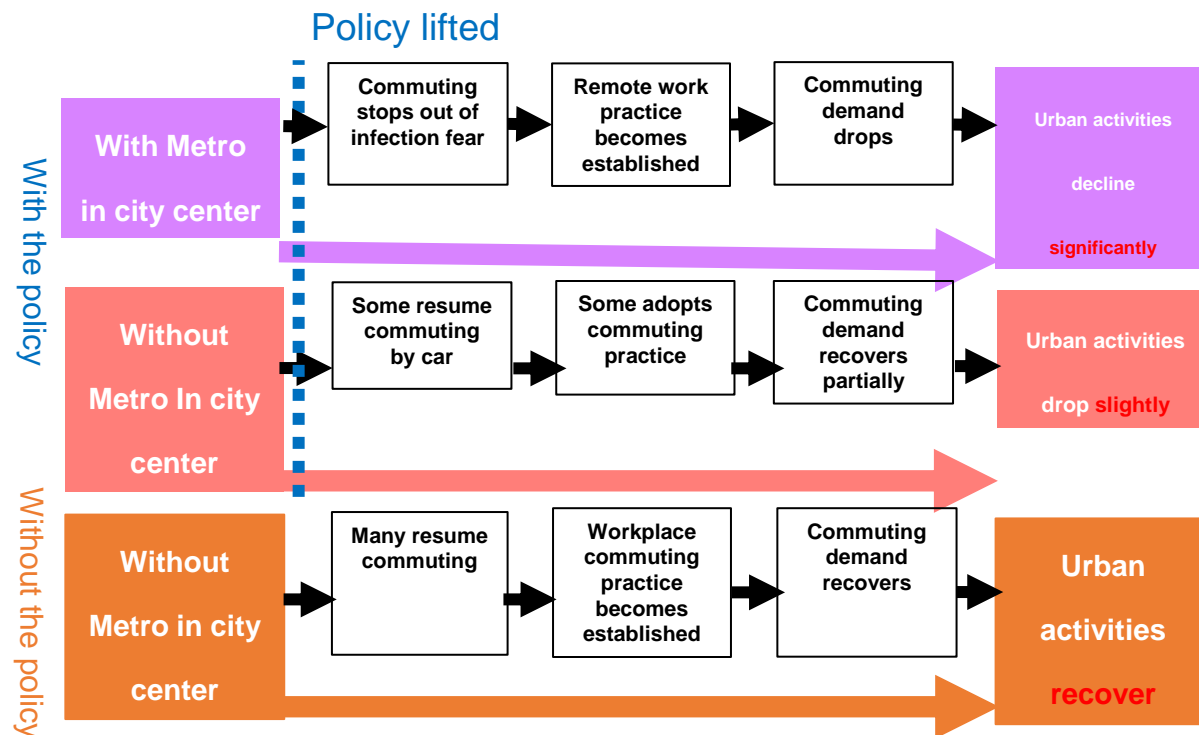 Policy lifted
With the policy
With Metro
in city center
Commuting
stops out of
infection fear
Remote work
practice
becomes
established
Commuting
demand
drops
Urban activities
decline
significantly
Without
Metro In city
center
Some resume
commuting
by car
Some adopts
commuting
practice
Commuting
demand
recovers
partially
Urban activities
drop slightly
Without the policy
Without
Metro in city
center
Many resume
commuting
Workplace
commuting
practice
becomes
established
Commuting
demand
recovers
Urban
activities
recover